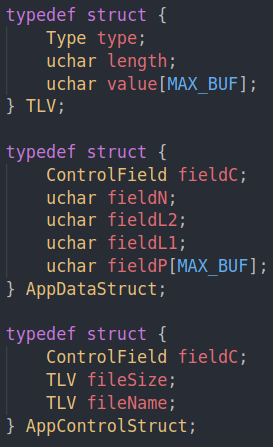 typedef struct {
    Type type;
    uchar length;
    uchar value[MAX_BUF];
} TLV;

typedef struct {
    ControlField fieldC;
    uchar fieldN;
    uchar fieldL2;
    uchar fieldL1;
    uchar fieldP[MAX_BUF];
} AppDataStruct;

typedef struct {
    ControlField fieldC;
    TLV fileSize;
    TLV fileName;
} AppControlStruct;